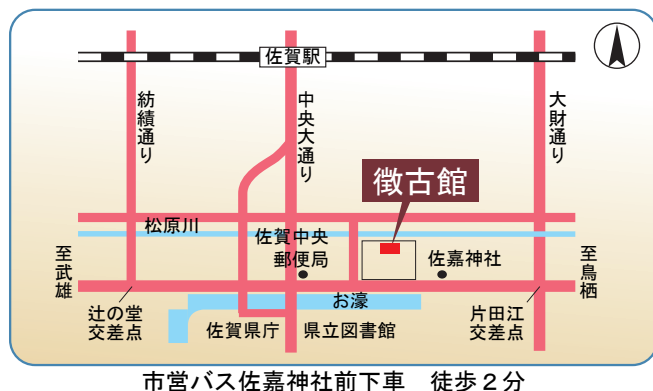 佐賀駅
紡績通り
中央大通り
大財通り
徴古館
松原川
佐賀中央
郵便局
佐嘉神社
至武雄
至鳥栖
辻の堂
交差点
お濠
佐賀県庁
県立図書館
片田江
交差点
市営バス佐嘉神社前下車　徒歩２分